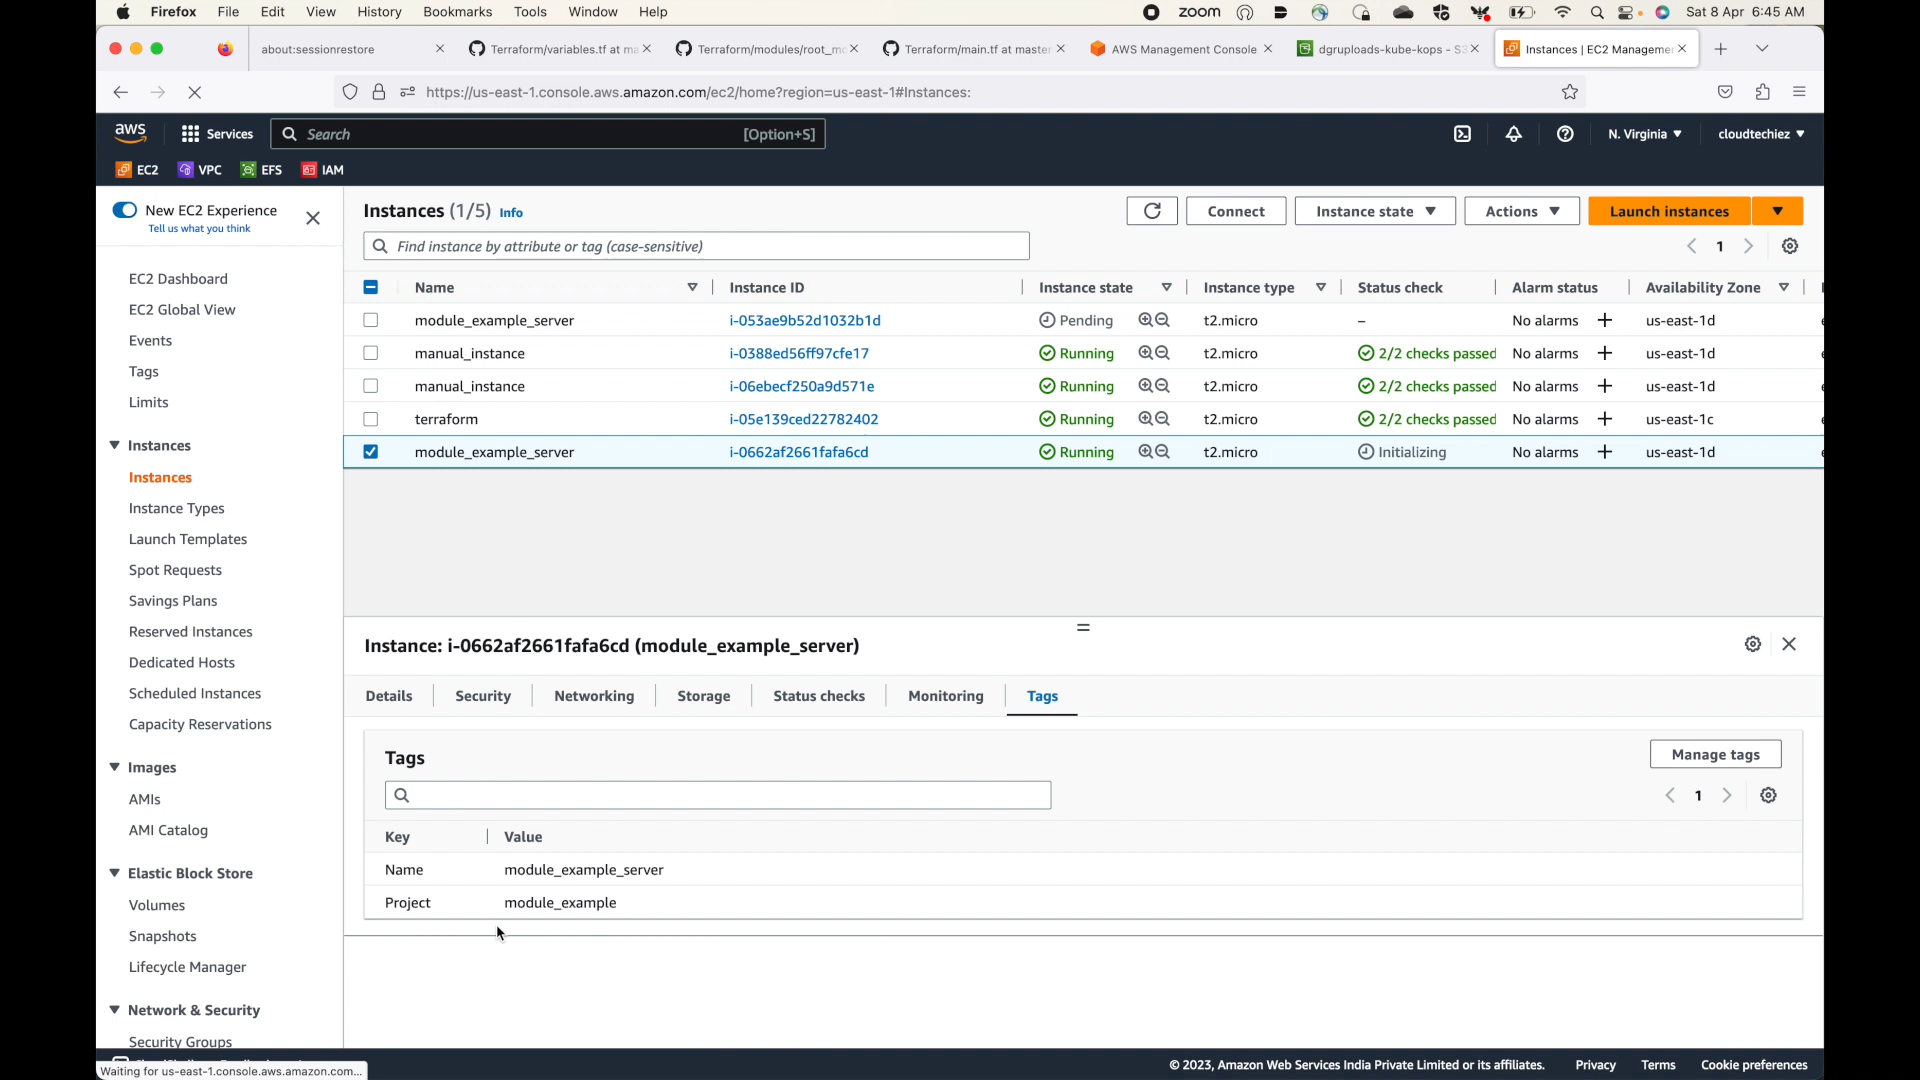 Firefox File Edit View History Bookmarks Tools Window Help zoom Sat 8 Apr 6:45 AM
about:sessionrestore Terraform/variables.tf at ma Terraform/modules/root_mo Terraform/main.tf at master AWS Management Console dgruploads-kube-kops - S3 Instances | EC2 Managemen
https://us-east-1.console.aws.amazon.com/ec2/home?region=us-east-1#Instances:
aws Services Search [Option+S] N. Virginia cloudtechiez
EC2 VPC EFS IAM
New EC2 Experience
Tell us what you think
EC2 Dashboard
EC2 Global View
Events
Tags
Limits
Instances
Instances
Instance Types
Launch Templates
Spot Requests
Savings Plans
Reserved Instances
Dedicated Hosts
Scheduled Instances
Capacity Reservations
Images
AMIs
AMI Catalog
Elastic Block Store
Volumes
Snapshots
Lifecycle Manager
Network & Security
Security Groups
Instances (1/5) Info Connect Instance state Actions Launch instances
Find instance by attribute or tag (case-sensitive) 1
Name Instance ID Instance state Instance type Status check Alarm status Availability Zone
module_example_server i-053ae9b52d1032b1d Pending t2.micro – No alarms us-east-1d
manual_instance i-0388ed56ff97cfe17 Running t2.micro 2/2 checks passed No alarms us-east-1d
manual_instance i-06ebecf250a9d571e Running t2.micro 2/2 checks passed No alarms us-east-1d
terraform i-05e139ced22782402 Running t2.micro 2/2 checks passed No alarms us-east-1c
module_example_server i-0662af2661fafa6cd Running t2.micro Initializing No alarms us-east-1d
Instance: i-0662af2661fafa6cd (module_example_server)
Details Security Networking Storage Status checks Monitoring Tags
Tags Manage tags
1
Key Value
Name module_example_server
Project module_example
Waiting for us-east-1.console.aws.amazon.com...
© 2023, Amazon Web Services India Private Limited or its affiliates. Privacy Terms Cookie preferences